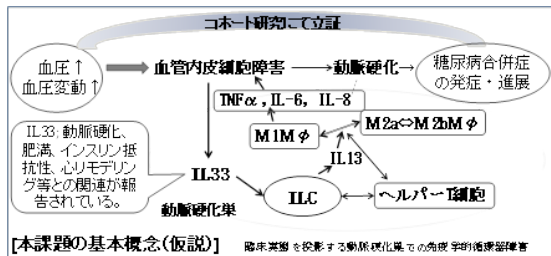 コホート研究にて立証
血圧↑
血圧変動↑
血管内皮細胞障害
動脈硬化
糖尿病合併症
の発症・進展
TNFα,IL-6, IL-8
M1Mφ
M2a⇔M2bMφ
IL13
IL33:動脈硬化、
肥満、インスリン抵
抗性、心リモデリン
グ等との関連が報
告されている。
IL33
ILC
ヘルパーT細胞
動脈硬化巣
[本課題の基本概念(仮説)]
臨床実態を投影する動脈硬化巣での免疫学的循環器障害